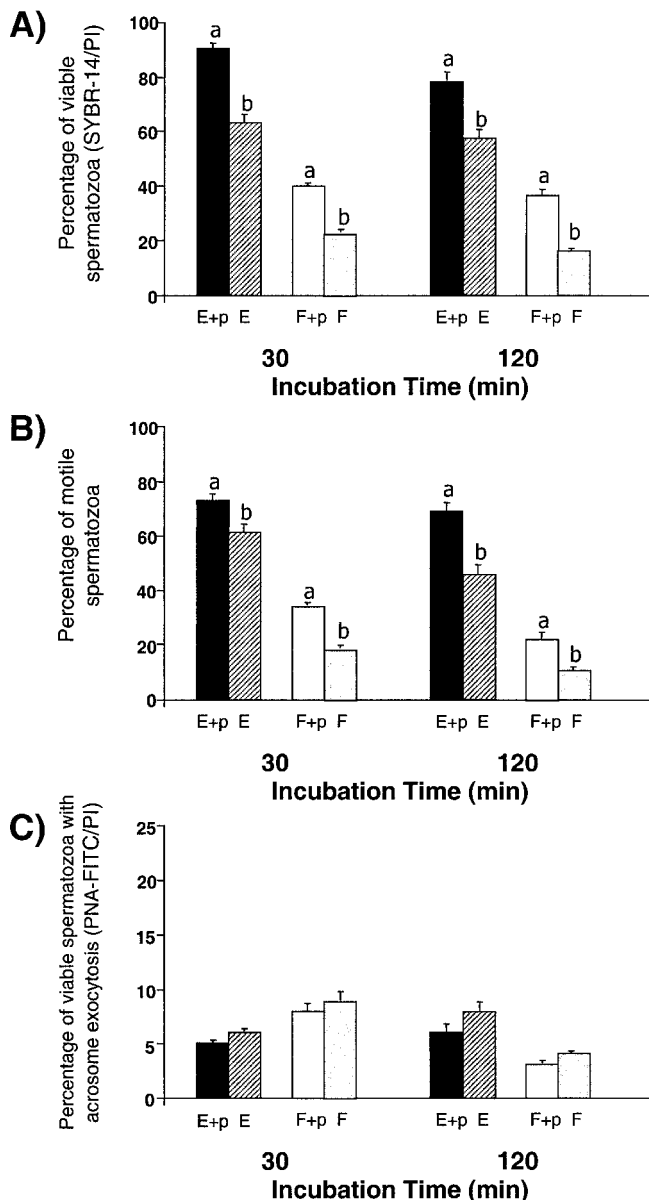 A)
Percentage of viable
spermatozoa (SYBR-14/PI)
100
80
60
40
20
0
a
b
a
b
a
b
a
b
E+p E F+p F E+p E F+p F
30 120
Incubation Time (min)
B)
Percentage of motile
spermatozoa
100
80
60
40
20
0
a
b
a
b
a
b
a
b
E+p E F+p F E+p E F+p F
30 120
Incubation Time (min)
C)
Percentage of viable spermatozoa with
acrosome exocytosis (PNA-FITC/PI)
25
20
15
10
5
0
E+p E F+p F E+p E F+p F
30 120
Incubation Time (min)